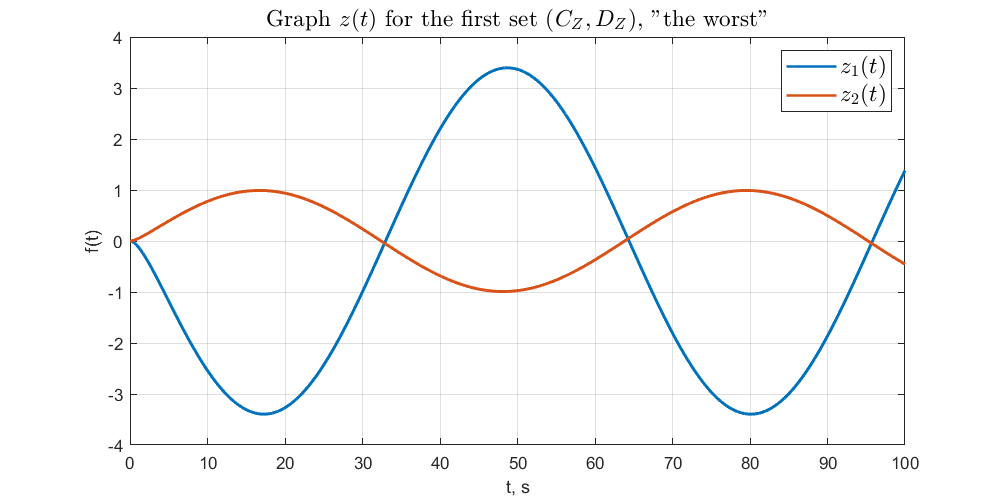 Graph z(t) for the first set (C_Z, D_Z), ”the worst”
4
3
2
1
0
-1
-2
-3
-4
f(t)
z_1(t)
z_2(t)
0 10 20 30 40 50 60 70 80 90 100
t, s